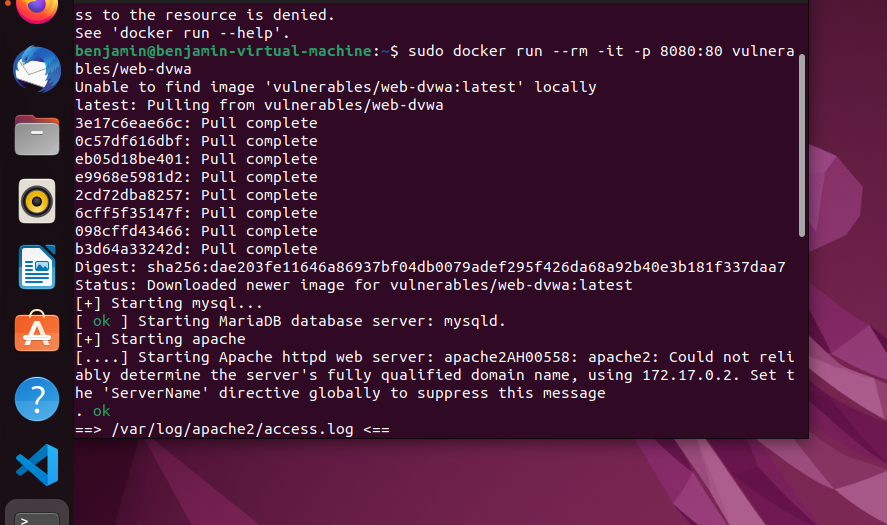 ss to the resource is denied.
See 'docker run --help'.
benjamin@benjamin-virtual-machine:~$ sudo docker run --rm -it -p 8080:80 vulnera
bles/web-dvwa
Unable to find image 'vulnerables/web-dvwa:latest' locally
latest: Pulling from vulnerables/web-dvwa
3e17c6eae66c: Pull complete
0c57df616dbf: Pull complete
eb05d18be401: Pull complete
e9968e5981d2: Pull complete
2cd72dba8257: Pull complete
6cff5f35147f: Pull complete
098cffd43466: Pull complete
b3d64a33242d: Pull complete
Digest: sha256:dae203fe11646a86937bf04db0079adef295f426da68a92b40e3b181f337daa7
Status: Downloaded newer image for vulnerables/web-dvwa:latest
[+] Starting mysql...
[ ok ] Starting MariaDB database server: mysqld.
[+] Starting apache
[....] Starting Apache httpd web server: apache2AH00558: apache2: Could not reli
ably determine the server's fully qualified domain name, using 172.17.0.2. Set t
he 'ServerName' directive globally to suppress this message
. ok
==> /var/log/apache2/access.log <==